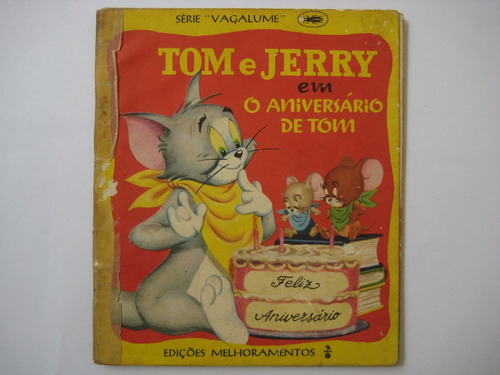 SÉRIE "VAGALUME"
TOM e JERRY
em
O ANIVERSÁRIO
DE TOM
Feliz
Aniversário
EDIÇÕES MELHORAMENTOS